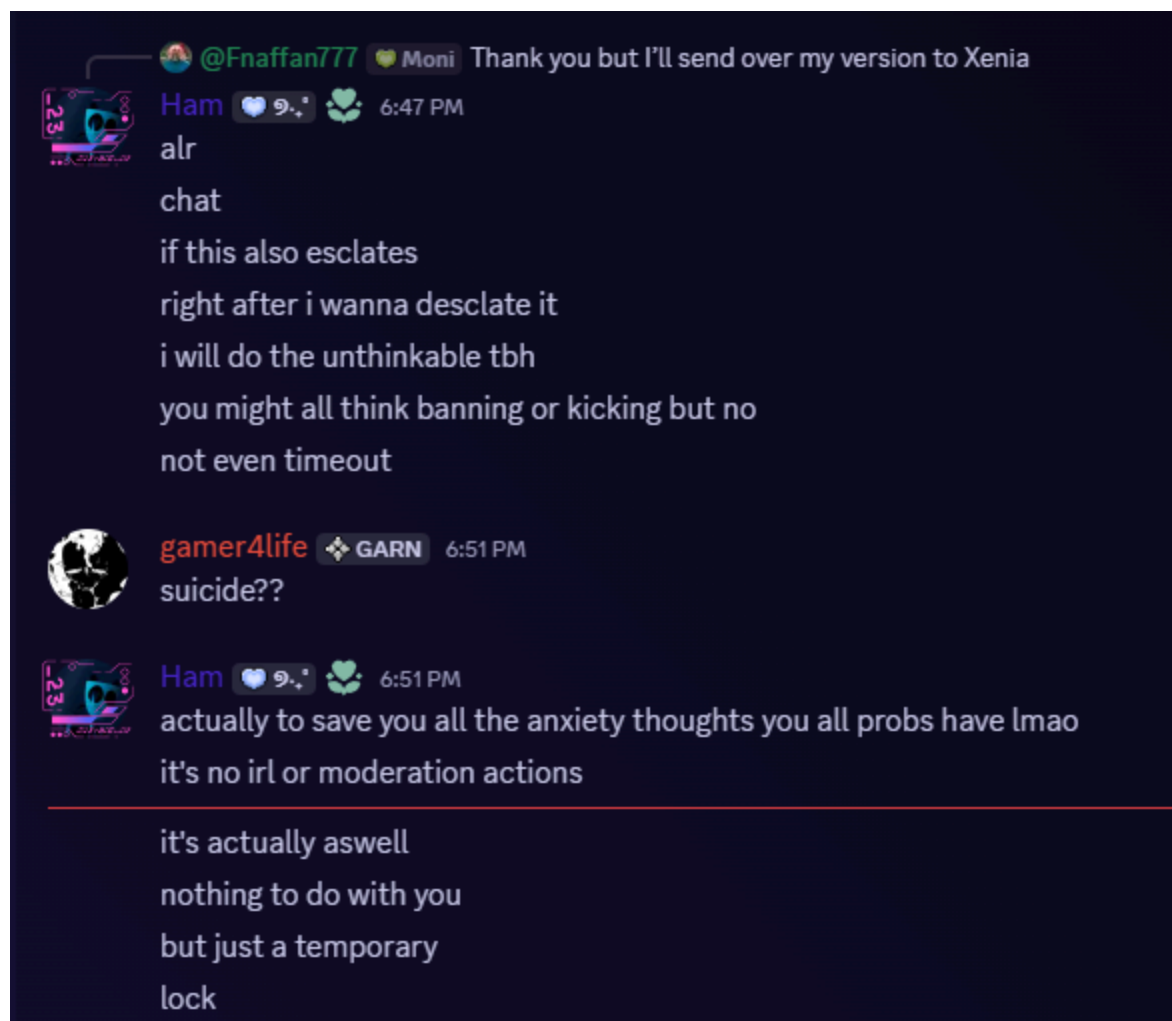 @Fnaffan777 Moni Thank you but I'll send over my version to Xenia
Ham 6:47 PM
alr
chat
if this also esclates
right after i wanna desclate it
i will do the unthinkable tbh
you might all think banning or kicking but no
not even timeout
gamer4life GARN 6:51 PM
suicide??
Ham 6:51 PM
actually to save you all the anxiety thoughts you all probs have lmao
it's no irl or moderation actions
it's actually aswell
nothing to do with you
but just a temporary
lock